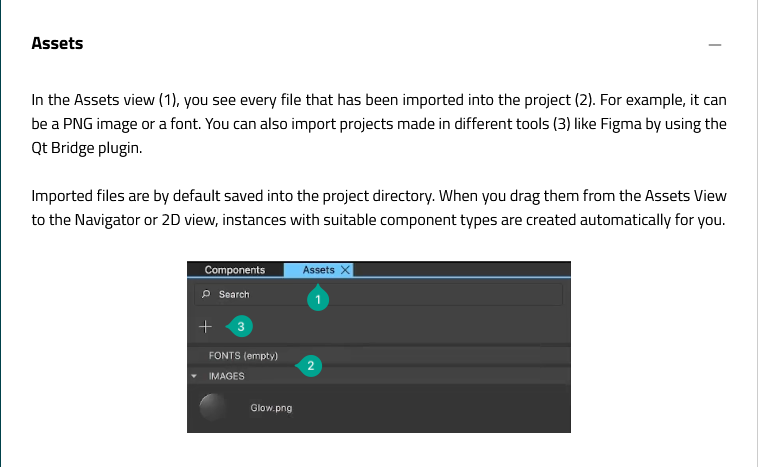 Assets
In the Assets view (1), you see every file that has been imported into the project (2). For example, it can
be a PNG image or a font. You can also import projects made in different tools (3) like Figma by using the
Qt Bridge plugin.
Imported files are by default saved into the project directory. When you drag them from the Assets View
to the Navigator or 2D view, instances with suitable component types are created automatically for you.
Components Assets
Search
1
3
FONTS (empty)
2
IMAGES
Glow.png